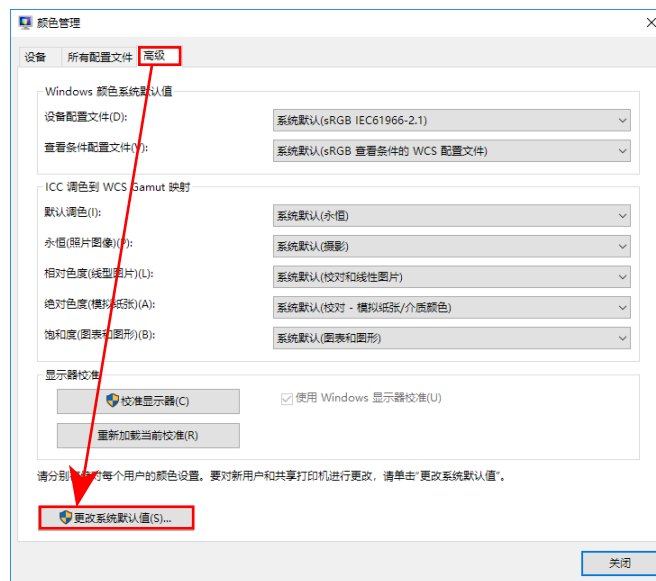 颜色管理
设备 所有配置文件 高级
Windows 颜色系统默认值
设备配置文件(D): 系统默认(sRGB IEC61966-2.1)
查看条件配置文件(V): 系统默认(sRGB 查看条件的 WCS 配置文件)
ICC 调色到 WCS Gamut 映射
默认调色(I): 系统默认(永恒)
永恒(照片图像)(P): 系统默认(摄影)
相对色度(线型图片)(L): 系统默认(校对和线性图片)
绝对色度(模拟纸张)(A): 系统默认(校对 - 模拟纸张/介质颜色)
饱和度(图表和图形)(B): 系统默认(图表和图形)
显示器校准
校准显示器(C) 使用 Windows 显示器校准(U)
重新加载当前校准(R)
请分别 对每个用户的颜色设置。要对新用户和共享打印机进行更改，请单击"更改系统默认值"。
更改系统默认值(S)...
关闭